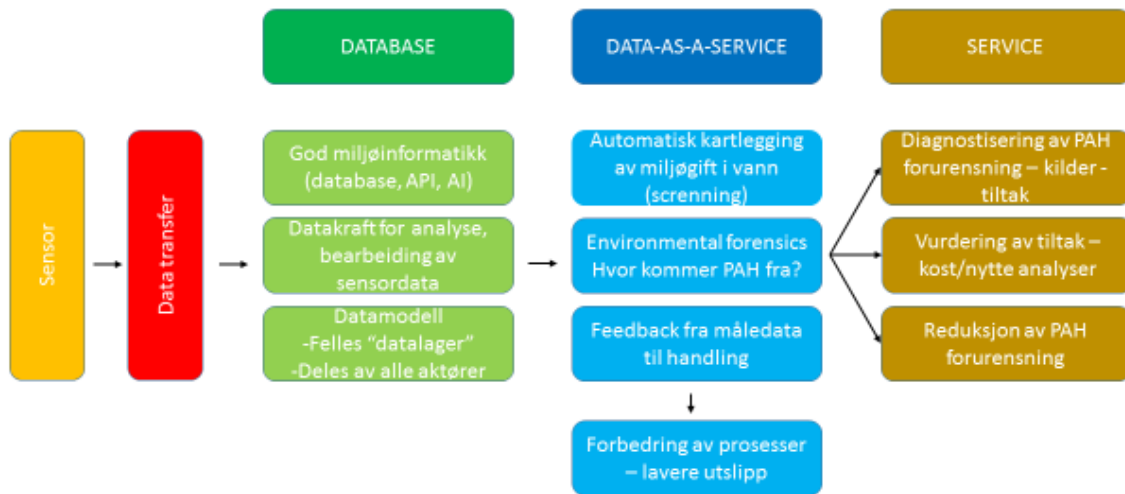 DATABASE
DATA-AS-A-SERVICE
SERVICE
Sensor
Data transfer
God miljøinformatikk
(database, API, AI)
Datakraft for analyse,
bearbeiding av
sensordata
Datamodell
-Felles “datalager”
-Deles av alle aktører
Automatisk kartlegging
av miljøgift i vann
(screnning)
Environmental forensics
Hvor kommer PAH fra?
Feedback fra måledata
til handling
Forbedring av prosesser
– lavere utslipp
Diagnostisering av PAH
forurensning – kilder -
tiltak
Vurdering av tiltak –
kost/nytte analyser
Reduksjon av PAH
forurensning